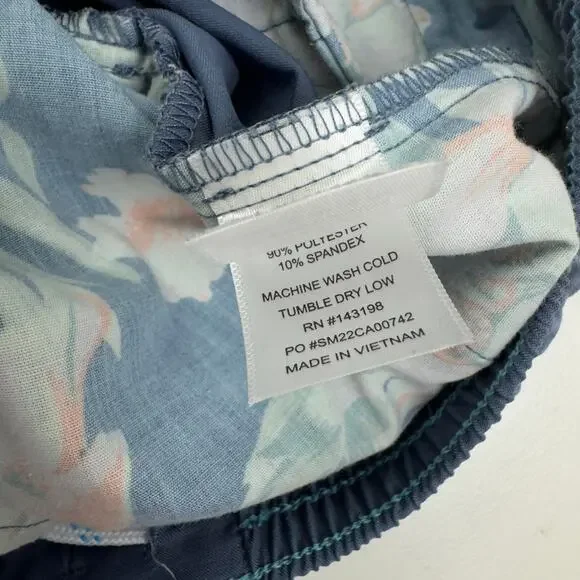 90% POLYESTER
10% SPANDEX
MACHINE WASH COLD
TUMBLE DRY LOW
RN #143198
PO #SM22CA00742
MADE IN VIETNAM